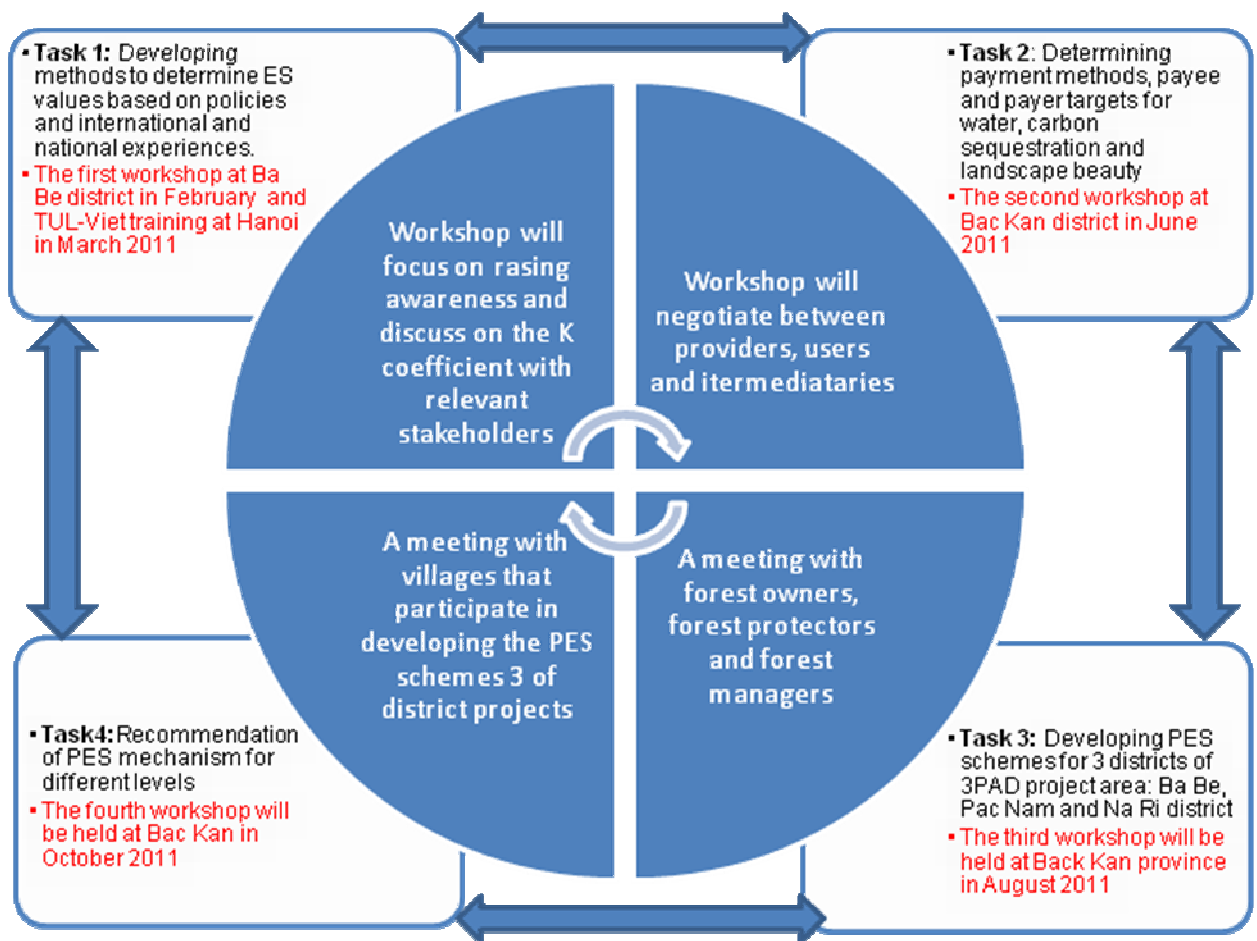 ▪ Task 1: Developing
methods to determine ES
values based on policies
and international and
national experiences.
▪ The first workshop at Ba
Be district in February and
TUL-Viet training at Hanoi
in March 2011
▪ Task 2: Determining
payment methods, payee
and payer targets for
water, carbon
sequestration and
landscape beauty
▪ The second workshop at
Bac Kan district in June
2011
Workshop will
focus on rasing
awareness and
discuss on the K
coefficient with
relevant
stakeholders
Workshop will
negotiate between
providers, users
and itermediataries
A meeting with
villages that
participate in
developing the PES
schemes 3 of
district projects
A meeting with
forest owners,
forest protectors
and forest
managers
▪ Task4: Recommendation
of PES mechanism for
different levels
▪ The fourth workshop will
be held at Bac Kan in
October 2011
▪ Task 3: Developing PES
schemes for 3 districts of
3PAD project area: Ba Be,
Pac Nam and Na Ri district
▪ The third workshop will be
held at Back Kan province
in August 2011